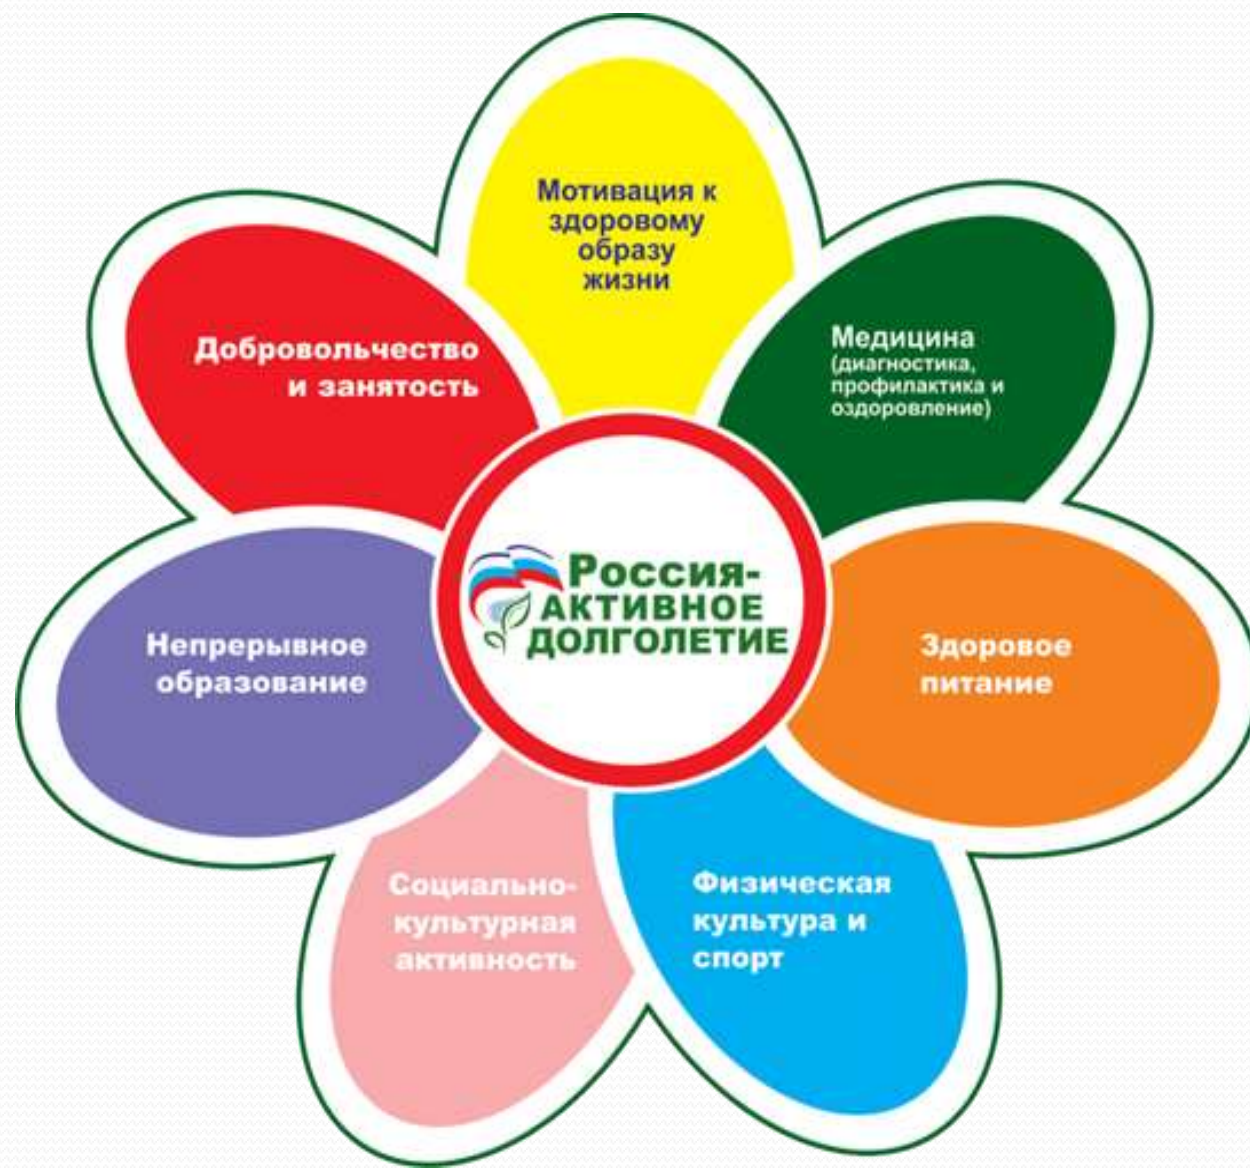 Мотивация к
здоровому
образу
жизни
Медицина
(диагностика,
профилактика и
оздоровление)
Здоровое
питание
Физическая
культура и
спорт
Социально-
культурная
активность
Непрерывное
образование
Добровольчество
и занятость
Россия-
АКТИВНОЕ
ДОЛГОЛЕТИЕ